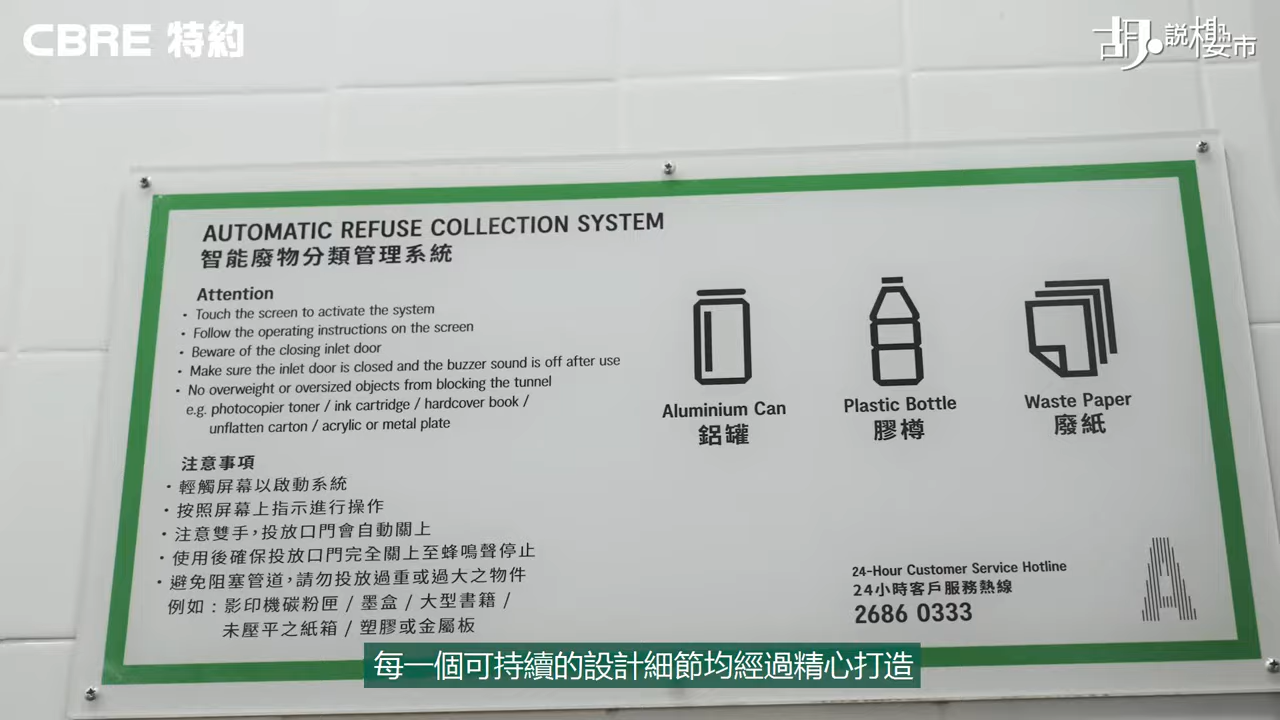 CBRE 特約
胡.說樓市
AUTOMATIC REFUSE COLLECTION SYSTEM
智能廢物分類管理系統
Attention
• Touch the screen to activate the system
• Follow the operating instructions on the screen
• Beware of the closing inlet door
• Make sure the inlet door is closed and the buzzer sound is off after use
• No overweight or oversized objects from blocking the tunnel
e.g. photocopier toner / ink cartridge / hardcover book /
unflatten carton / acrylic or metal plate
注意事項
• 輕觸屏幕以啟動系統
• 按照屏幕上指示進行操作
• 注意雙手，投放口門會自動關上
• 使用後確保投放口門完全關上至蜂鳴聲停止
• 避免阻塞管道，請勿投放過重或過大之物件
例如：影印機碳粉匣 / 墨盒 / 大型書籍 /
未壓平之紙箱 / 塑膠或金屬板
Aluminium Can
鋁罐
Plastic Bottle
膠樽
Waste Paper
廢紙
24-Hour Customer Service Hotline
24小時客戶服務熱線
2686 0333
A
每一個可持續的設計細節均經過精心打造